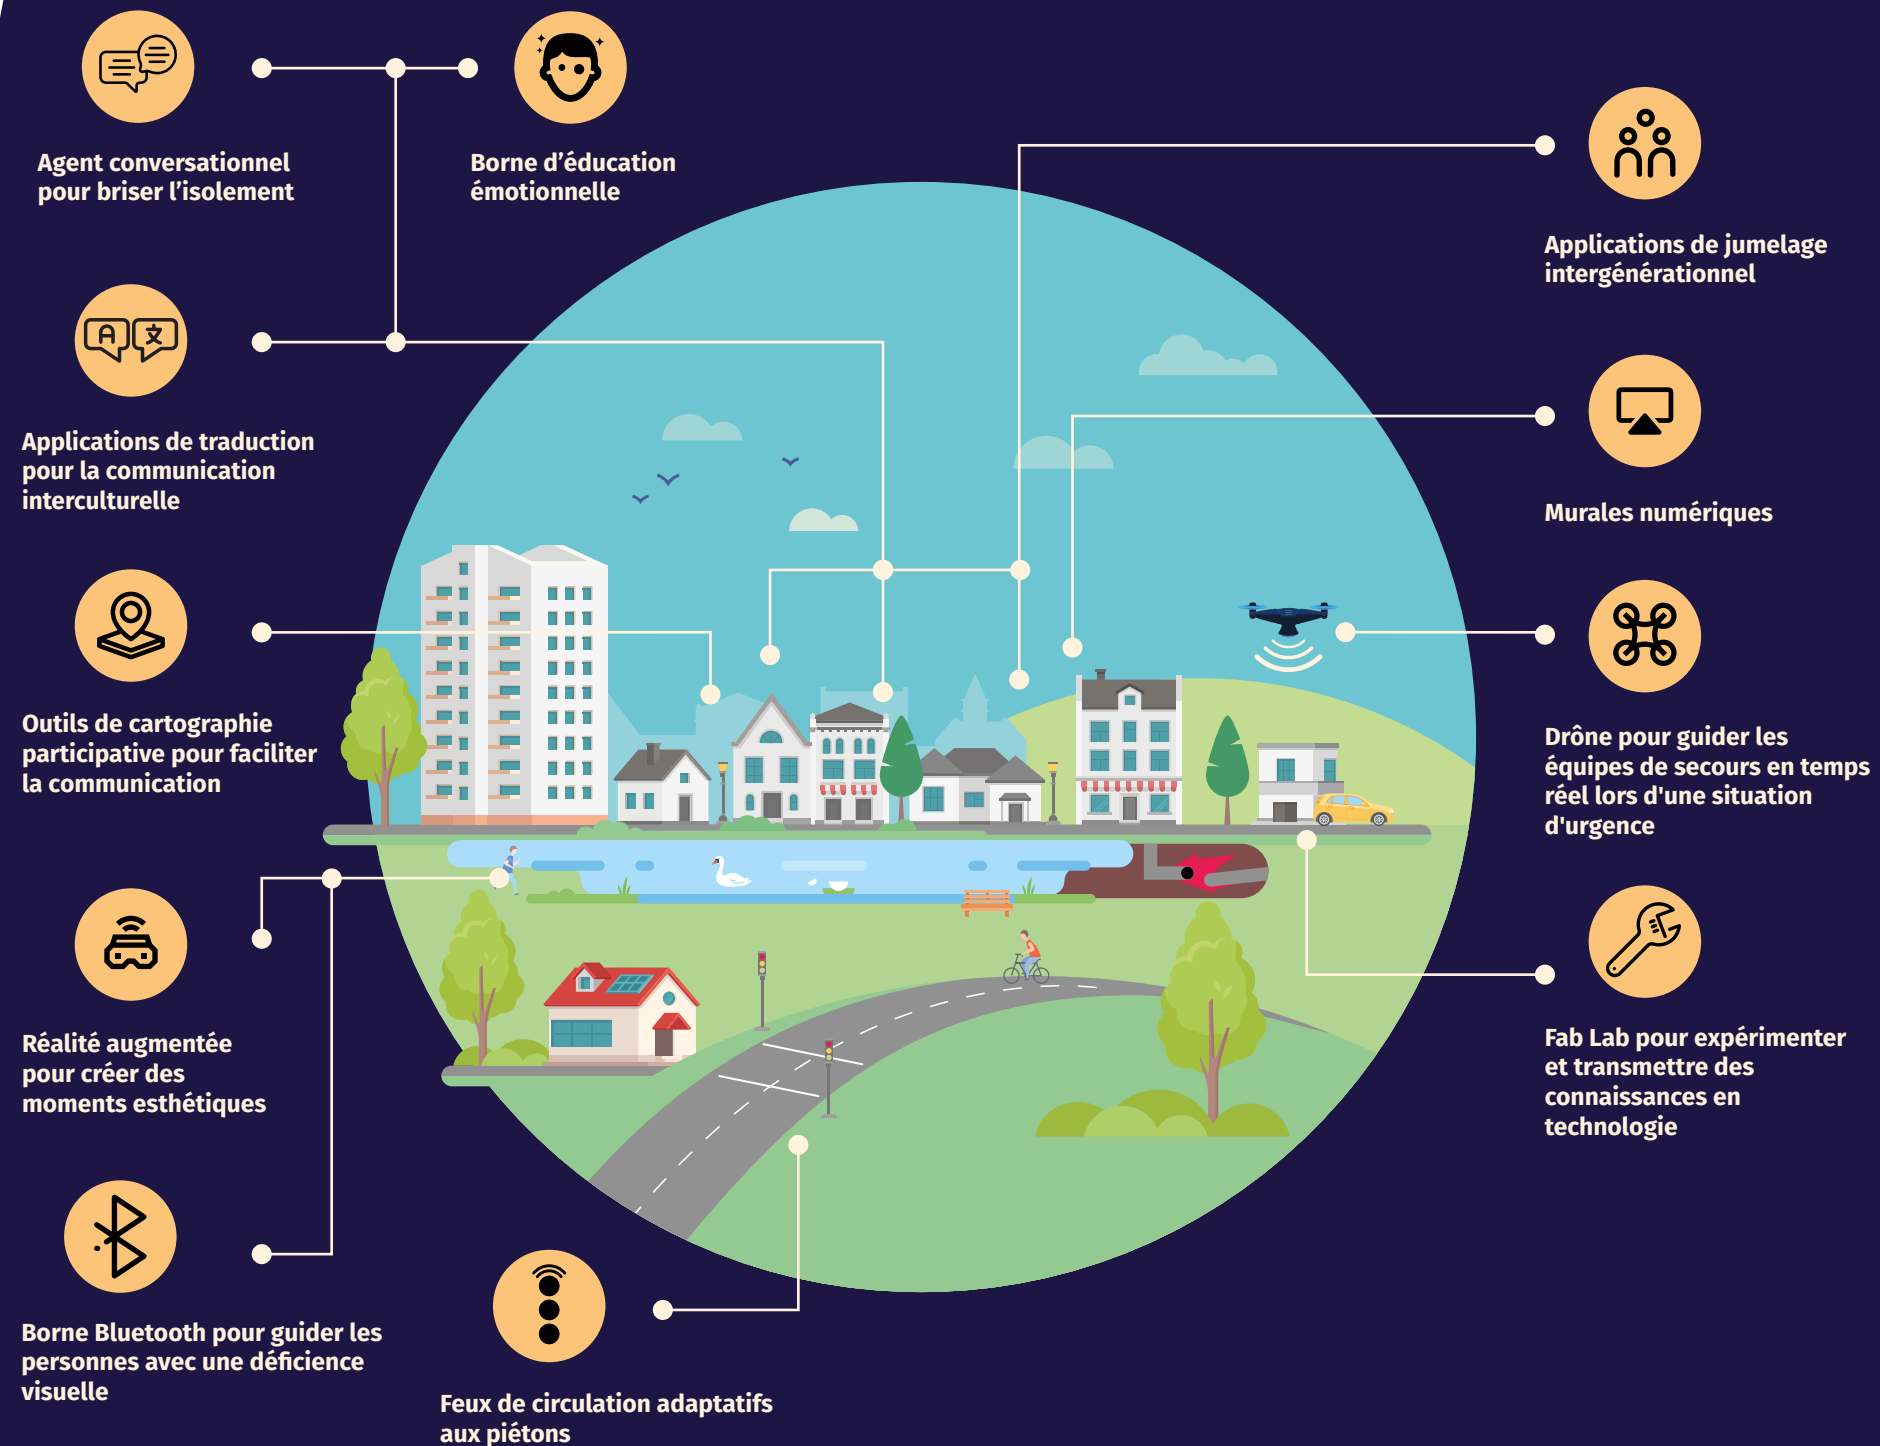 Agent conversationnel
pour briser l’isolement
Borne d’éducation
émotionnelle
Applications de jumelage
intergénérationnel
Applications de traduction
pour la communication
interculturelle
Murales numériques
Outils de cartographie
participative pour faciliter
la communication
Drône pour guider les
équipes de secours en temps
réel lors d'une situation
d'urgence
Réalité augmentée
pour créer des
moments esthétiques
Fab Lab pour expérimenter
et transmettre des
connaissances en
technologie
Borne Bluetooth pour guider les
personnes avec une déficience
visuelle
Feux de circulation adaptatifs
aux piétons
A
文